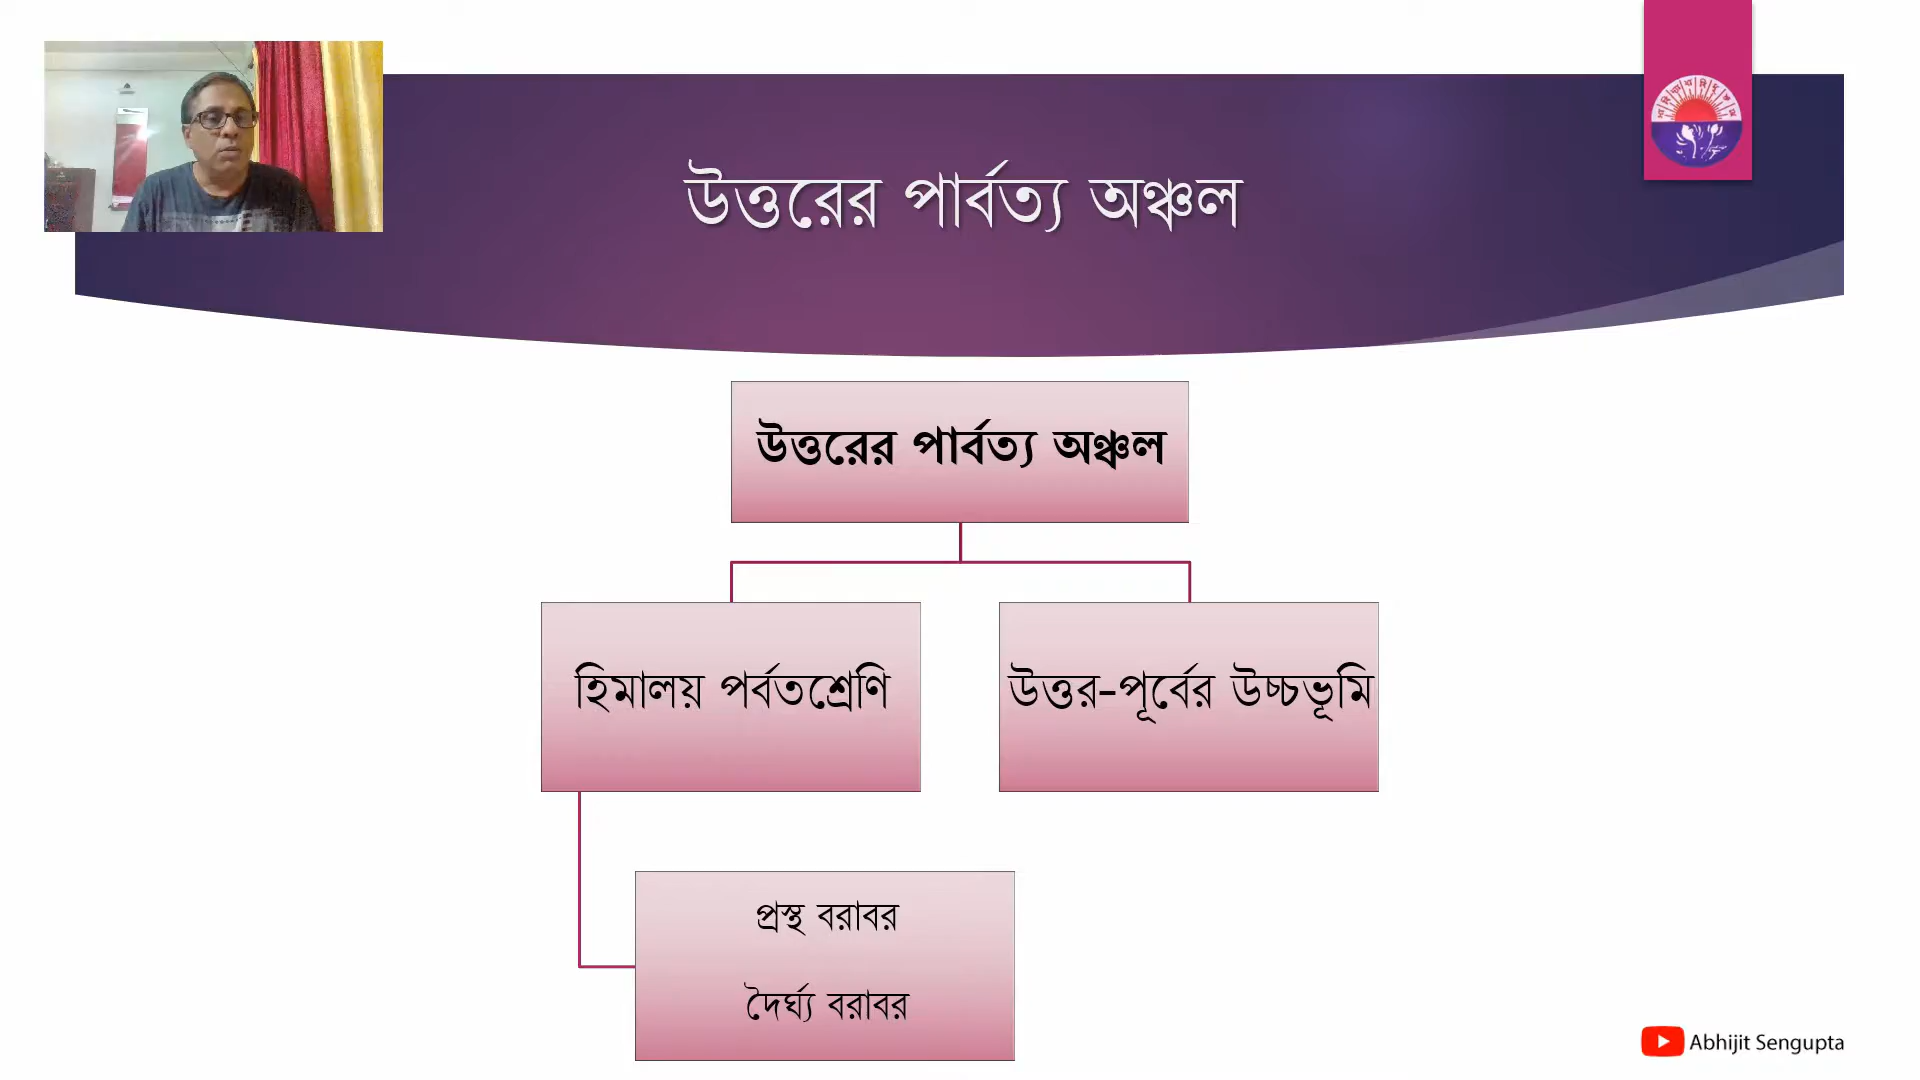 উত্তরের পার্বত্য অঞ্চল
উত্তরের পার্বত্য অঞ্চল
হিমালয় পর্বতশ্রেণি
উত্তর-পূর্বের উচ্চভূমি
প্রস্থ বরাবর
দৈর্ঘ্য বরাবর
Abhijit Sengupta